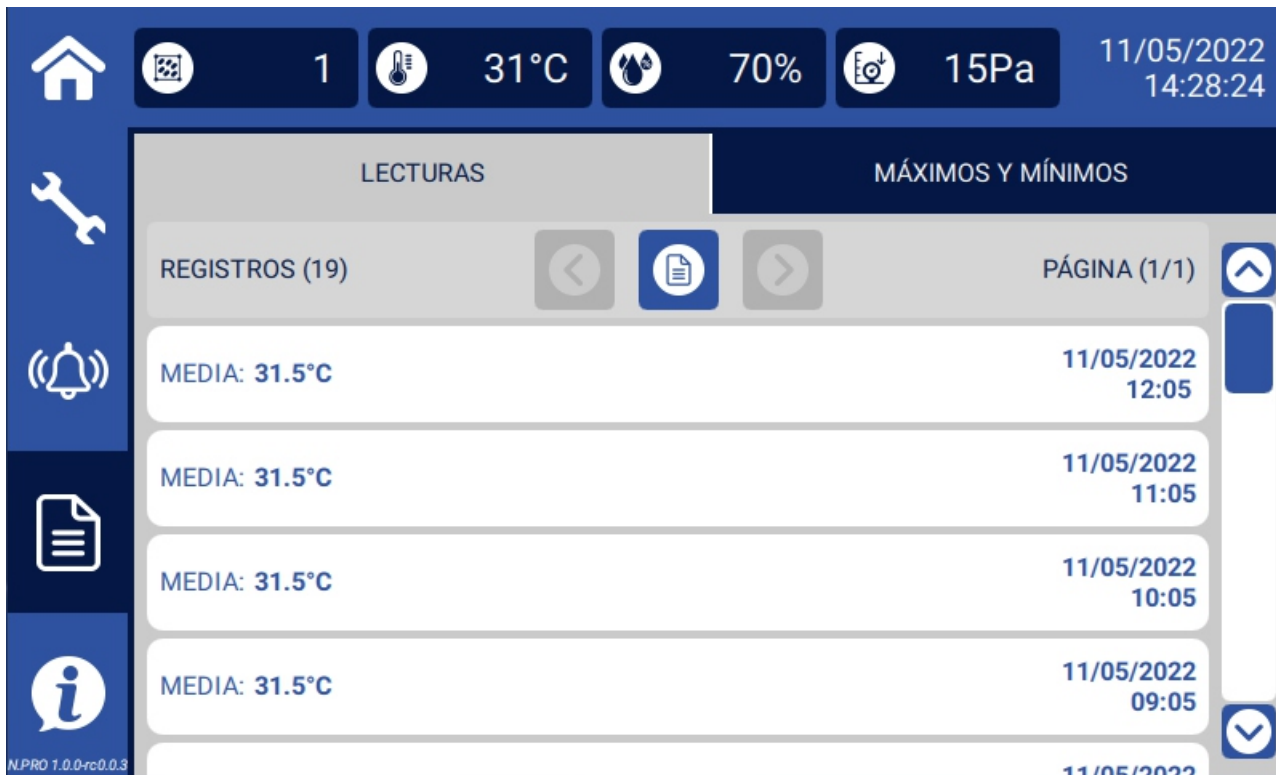 1
31°C
70%
15Pa
11/05/2022
14:28:24
LECTURAS
MÁXIMOS Y MÍNIMOS
REGISTROS (19)
PÁGINA (1/1)
MEDIA: 31.5°C
11/05/2022
12:05
MEDIA: 31.5°C
11/05/2022
11:05
MEDIA: 31.5°C
11/05/2022
10:05
MEDIA: 31.5°C
11/05/2022
09:05
11/05/2022
N.PRO 1.0.0-rc0.0.3